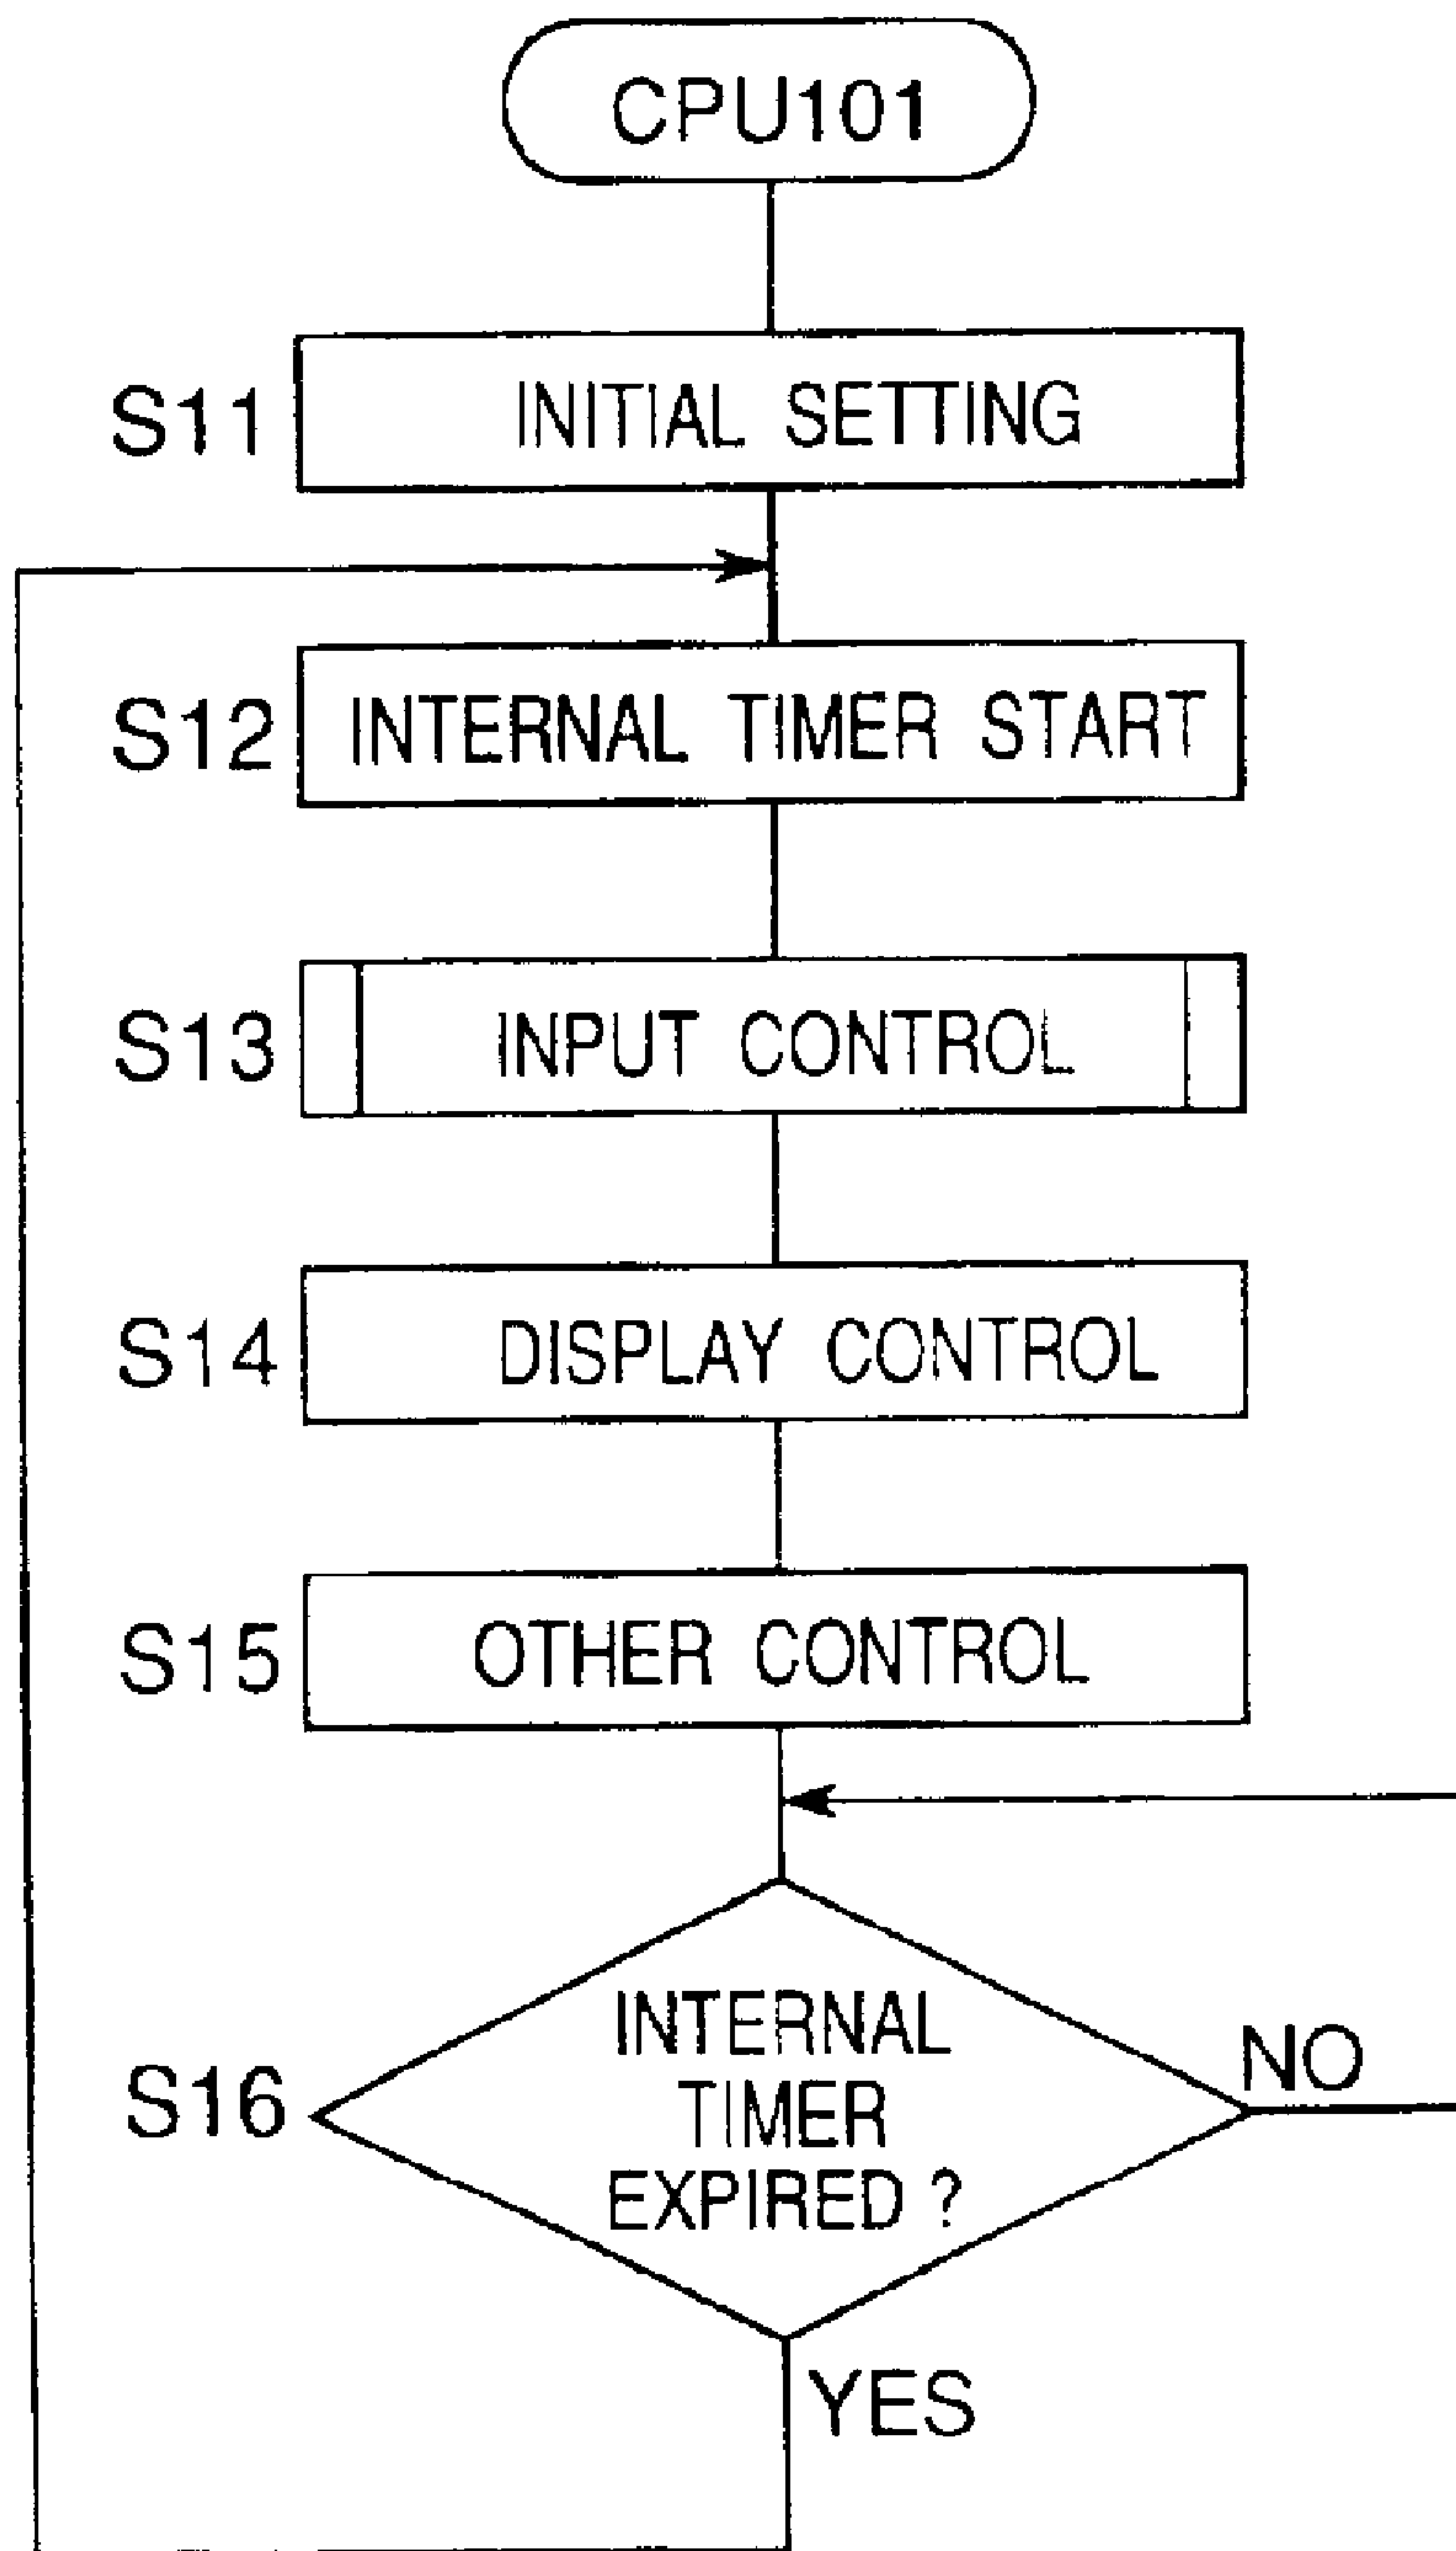 CPU101
S11 INITIAL SETTING
S12 INTERNAL TIMER START
S13 INPUT CONTROL
S14 DISPLAY CONTROL
S15 OTHER CONTROL
INTERNAL
S16 TIMER NO
EXPIRED ?
YES